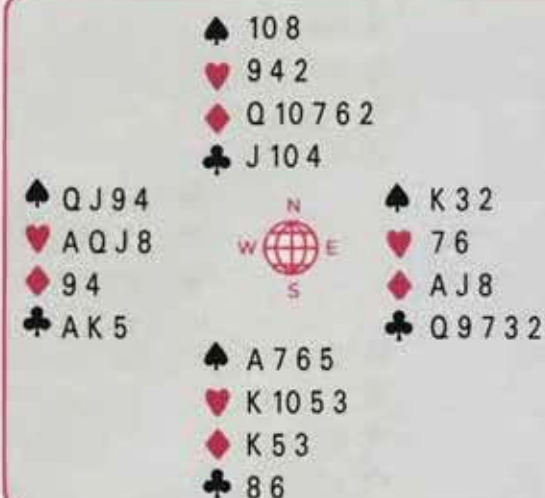 ♠ 10 8
♥ 9 4 2
♦ Q 10 7 6 2
♣ J 10 4
♠ Q J 9 4
♥ A Q J 8
♦ 9 4
♣ A K 5
N
W E
S
♠ K 3 2
♥ 7 6
♦ A J 8
♣ Q 9 7 3 2
♠ A 7 6 5
♥ K 10 5 3
♦ K 5 3
♣ 8 6